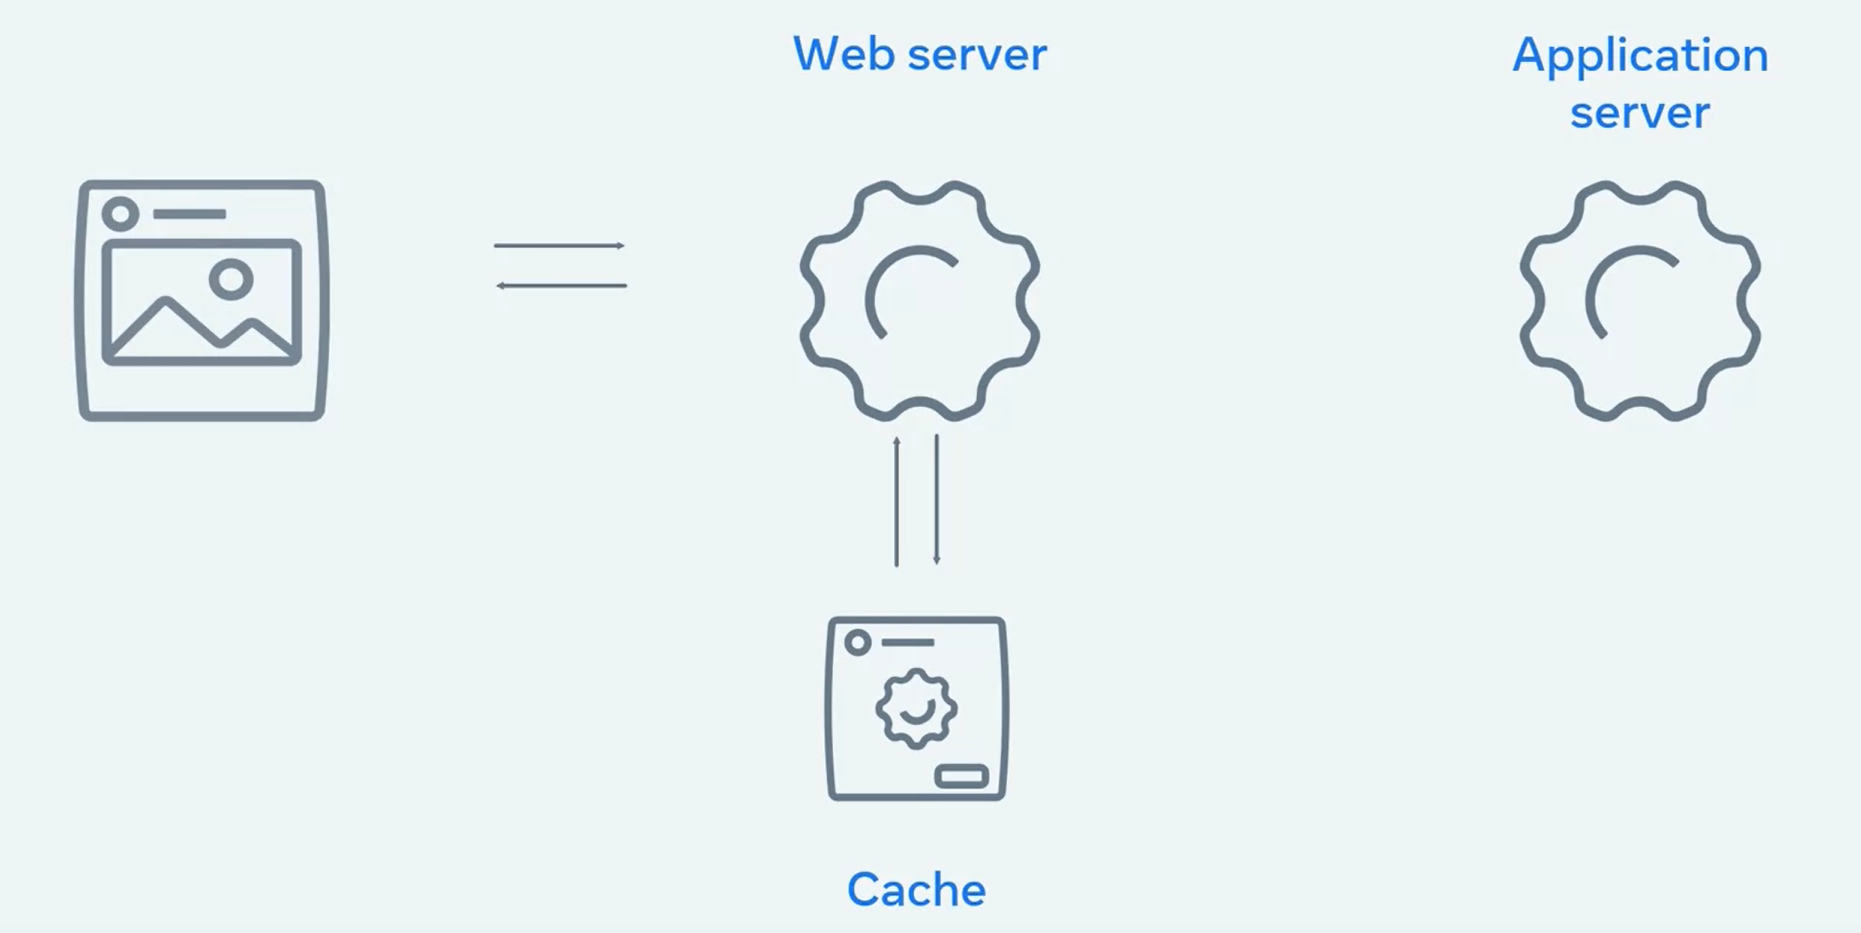 Web server
Application
server
Cache